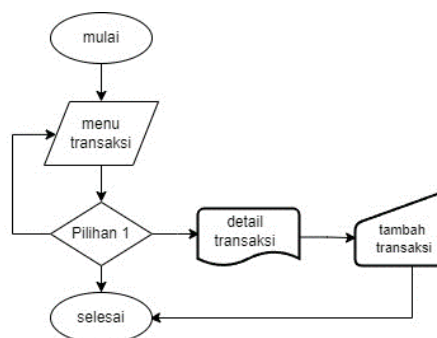 mulai
menu
transaksi
Pilihan 1
detail
transaksi
tambah
transaksi
selesai